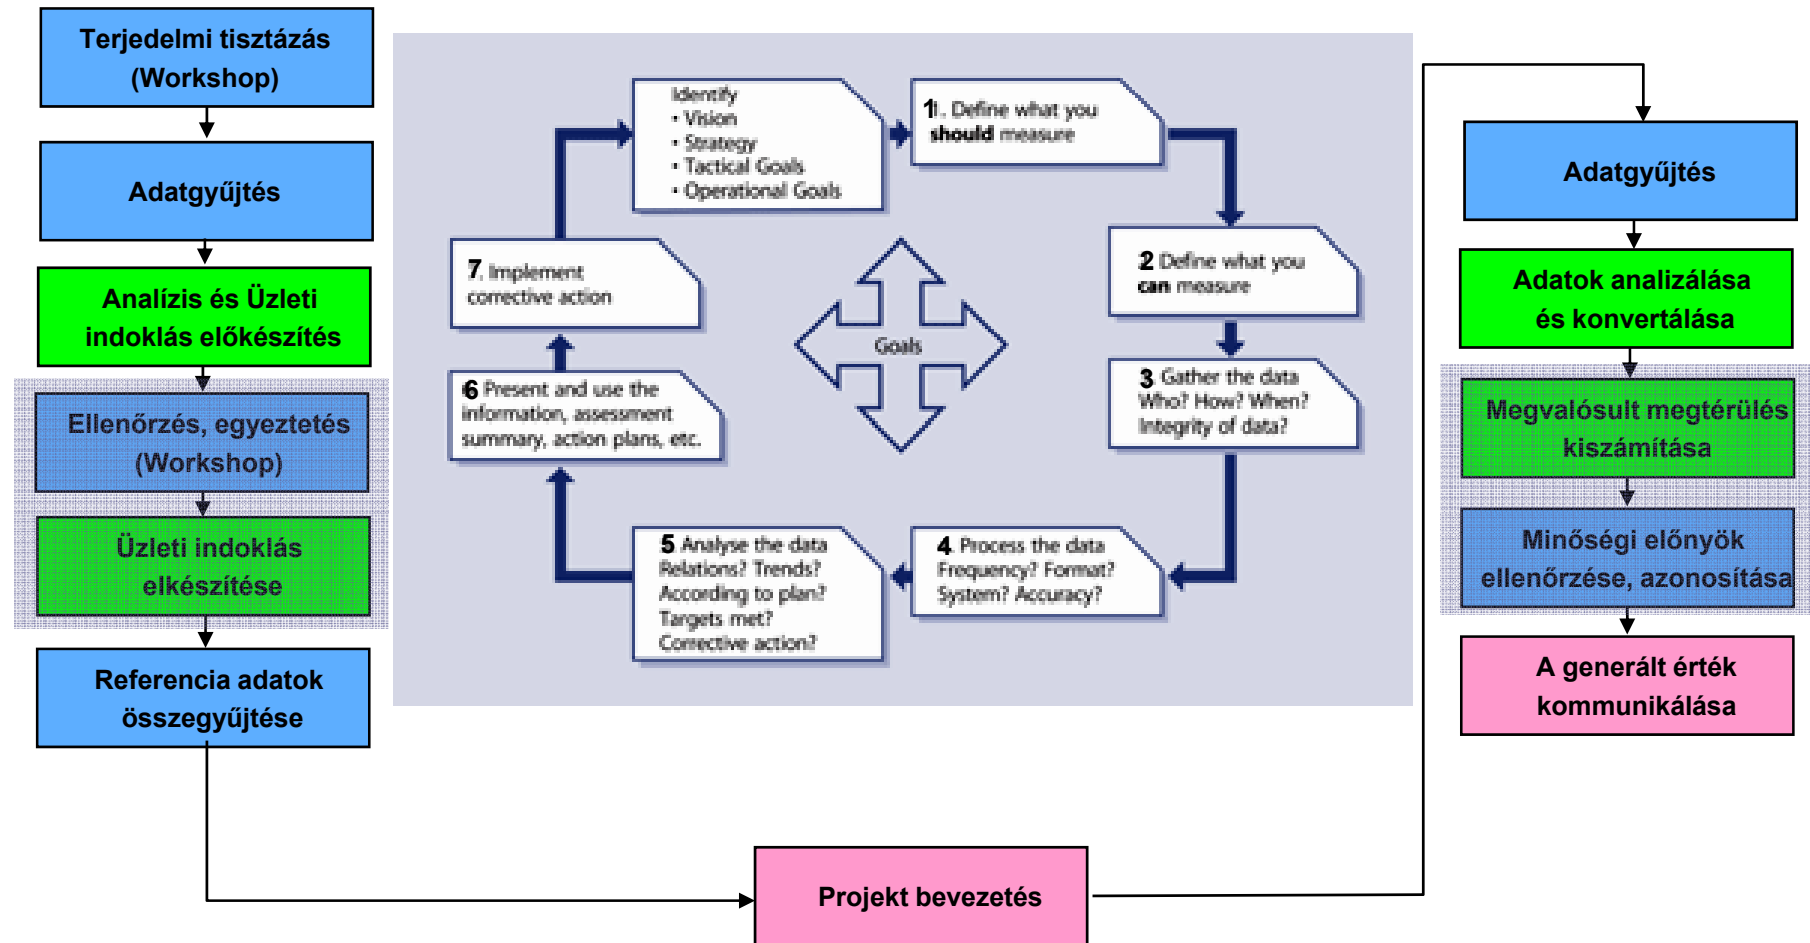 Terjedelmi tisztázás
(Workshop)
Adatgyűjtés
Analízis és Üzleti
indoklás előkészítés
Ellenőrzés, egyeztetés
(Workshop)
Üzleti indoklás
elkészítése
Referencia adatok
összegyűjtése
Identify
• Vision
• Strategy
• Tactical Goals
• Operational Goals
1. Define what you
should measure
2 Define what you
can measure
3. Gather the data
Who? How? When?
Integrity of data?
4. Process the data
Frequency? Format?
System? Accuracy?
5 Analyse the data
Relations? Trends?
According to plan?
Targets met?
Corrective action?
6 Present and use the
information, assessment
summary, action plans, etc.
7. Implement
corrective action
Goals
Projekt bevezetés
Adatgyűjtés
Adatok analizálása
és konvertálása
Megvalósult megtérülés
kiszámítása
Minőségi előnyök
ellenőrzése, azonosítása
A generált érték
kommunikálása